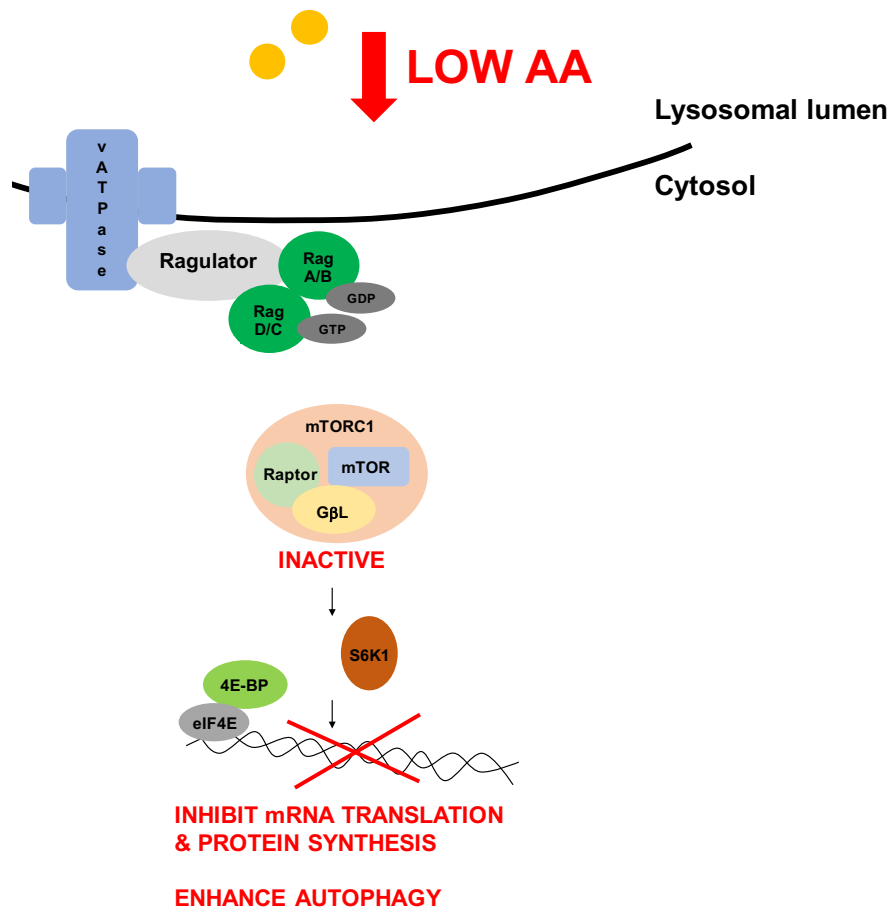 LOW AA
Lysosomal lumen
Cytosol
vATPase
Ragulator
Rag
A/B
GDP
Rag
D/C
GTP
mTORC1
Raptor
mTOR
GβL
INACTIVE
S6K1
4E-BP
eIF4E
INHIBIT mRNA TRANSLATION
& PROTEIN SYNTHESIS
ENHANCE AUTOPHAGY